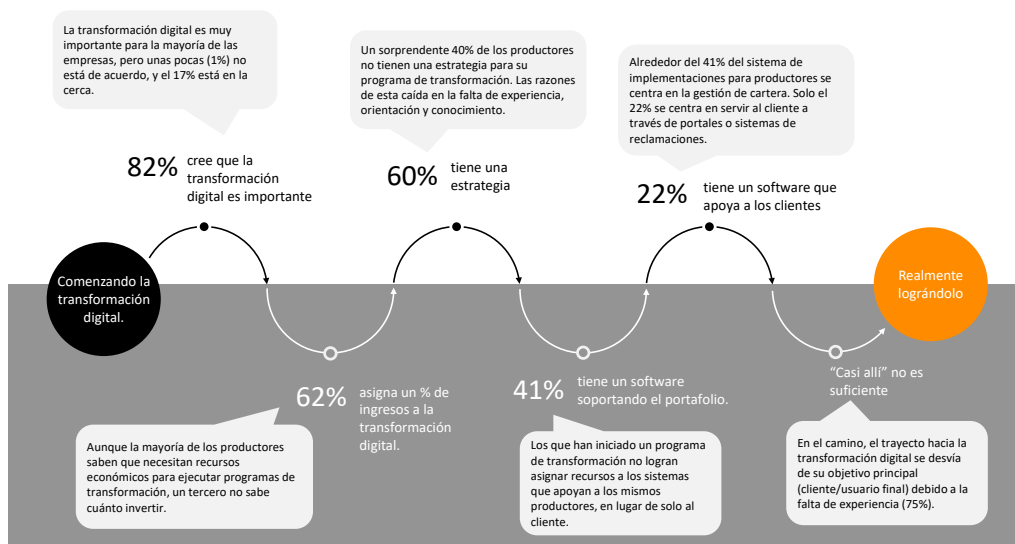 La transformación digital es muy
importante para la mayoría de las
empresas, pero unas pocas (1%) no
está de acuerdo, y el 17% está en la
cerca.
82%
cree que la
transformación
digital es importante
Un sorprendente 40% de los productores
no tienen una estrategia para su
programa de transformación. Las razones
de esta caída en la falta de experiencia,
orientación y conocimiento.
60%
tiene una
estrategia
Alrededor del 41% del sistema de
implementaciones para productores se
centra en la gestión de cartera. Solo el
22% se centra en servir al cliente a
través de portales o sistemas de
reclamaciones.
22%
tiene un software que
apoya a los clientes
Comenzando la
transformación
digital.
Realmente
lográndolo
62%
asigna un % de
ingresos a la
transformación
digital.
Aunque la mayoría de los productores
saben que necesitan recursos
económicos para ejecutar programas de
transformación, un tercero no sabe
cuánto invertir.
41%
tiene un software
soportando el portafolio.
Los que han iniciado un programa
de transformación no logran
asignar recursos a los sistemas
que apoyan a los mismos
productores, en lugar de solo al
cliente.
“Casi allí” no es
suficiente
En el camino, el trayecto hacia la
transformación digital se desvía
de su objetivo principal
(cliente/usuario final) debido a la
falta de experiencia (75%).